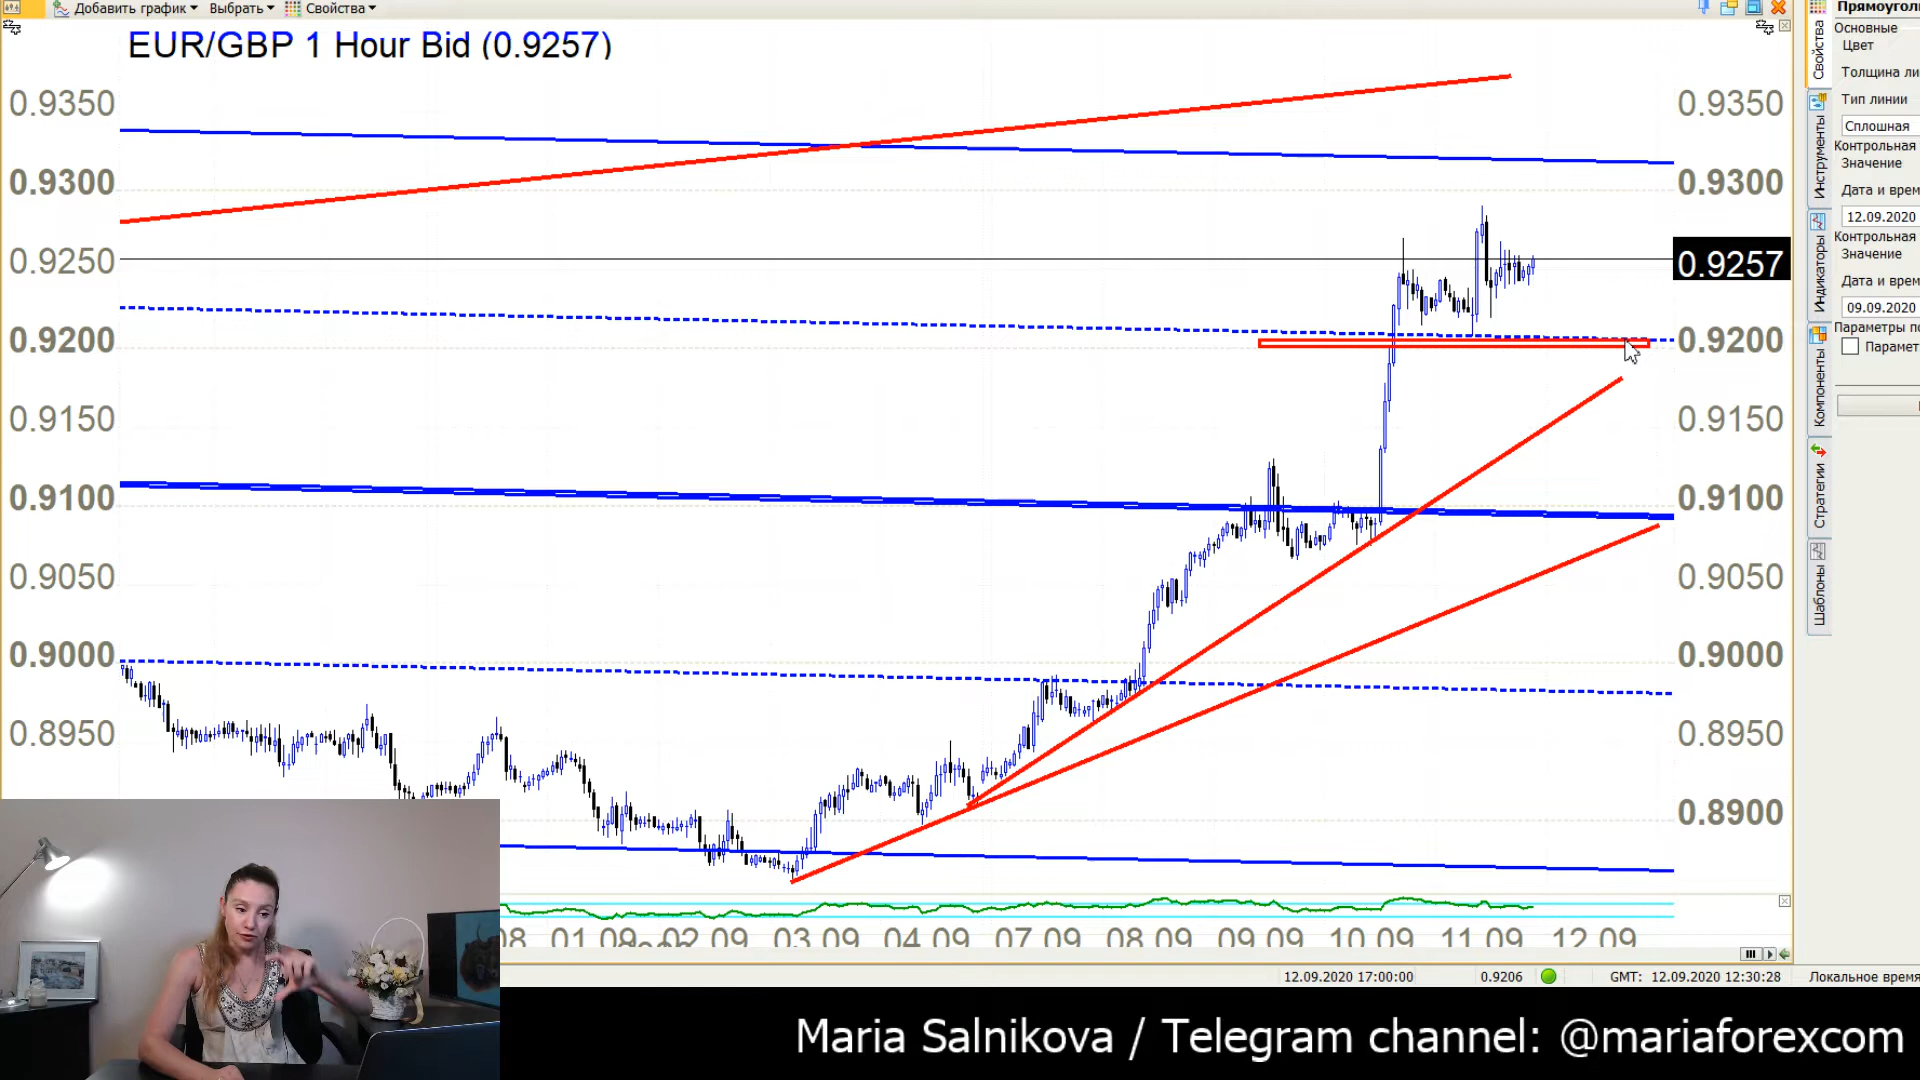 Добавить график Выбрать Свойства
EUR/GBP 1 Hour Bid (0.9257)
0.9350
0.9300
0.9250
0.9200
0.9150
0.9100
0.9050
0.9000
0.8950
0.9350
0.9300
0.9257
0.9200
0.9150
0.9100
0.9050
0.9000
0.8950
0.8900
01.09 02.09 03.09 04.09 07.09 08.09 09.09 10.09 11.09 12.09
12.09.2020 17:00:00 0.9206 GMT: 12.09.2020 12:30:28 Локальное время
Свойства
Инструменты
Индикаторы
Компоненты
Стратегии
Шаблоны
Прямоугол
Основные
Цвет
Толщина ли
Тип линии
Сплошная
Контрольная
Значение
Дата и врем
12.09.2020
Контрольная
Значение
Дата и врем
09.09.2020
Параметры по
Парамет
Maria Salnikova / Telegram channel: @mariaforexcom